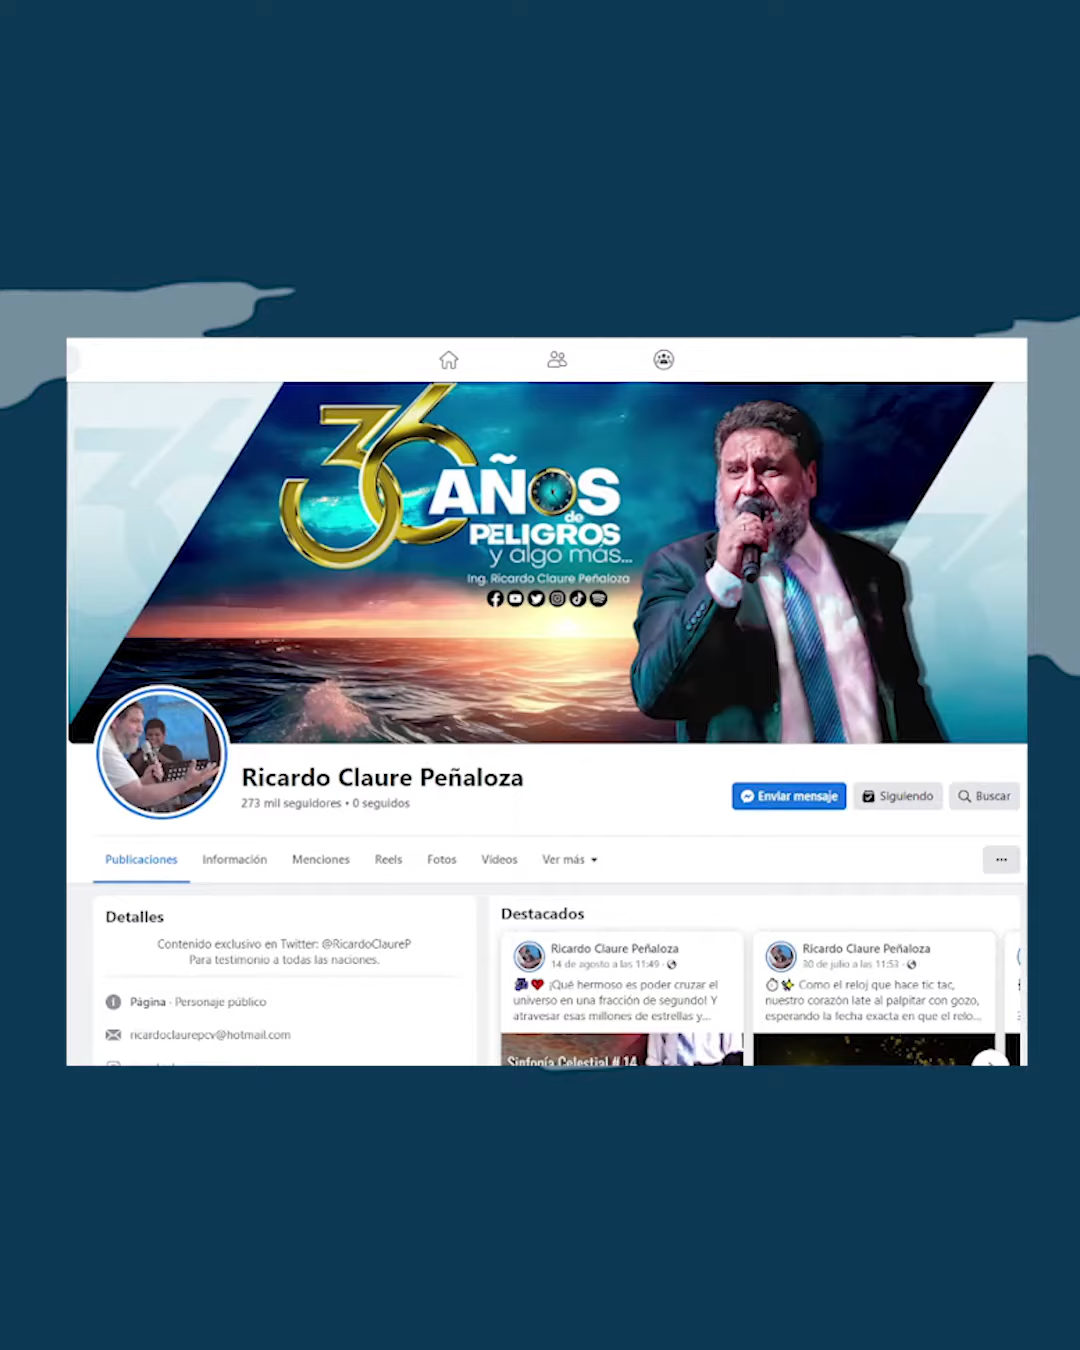 36 AÑOS
de
PELIGROS
y algo más...
Ing. Ricardo Claure Peñaloza
Ricardo Claure Peñaloza
273 mil seguidores • 0 seguidos
Enviar mensaje
Siguiendo
Buscar
Publicaciones
Información
Menciones
Reels
Fotos
Videos
Ver más
Detalles
Contenido exclusivo en Twitter: @RicardoClaureP
Para testimonio a todas las naciones.
Página · Personaje público
ricardoclaurepcv@hotmail.com
Destacados
Ricardo Claure Peñaloza
14 de agosto a las 11:49 ·
¡Qué hermoso es poder cruzar el
universo en una fracción de segundo! Y
atravesar esas millones de estrellas y...
Sinfonía Celestial # 14
Ricardo Claure Peñaloza
30 de julio a las 11:53 ·
Como el reloj que hace tic tac,
nuestro corazón late al palpitar con gozo,
esperando la fecha exacta en que el relo...